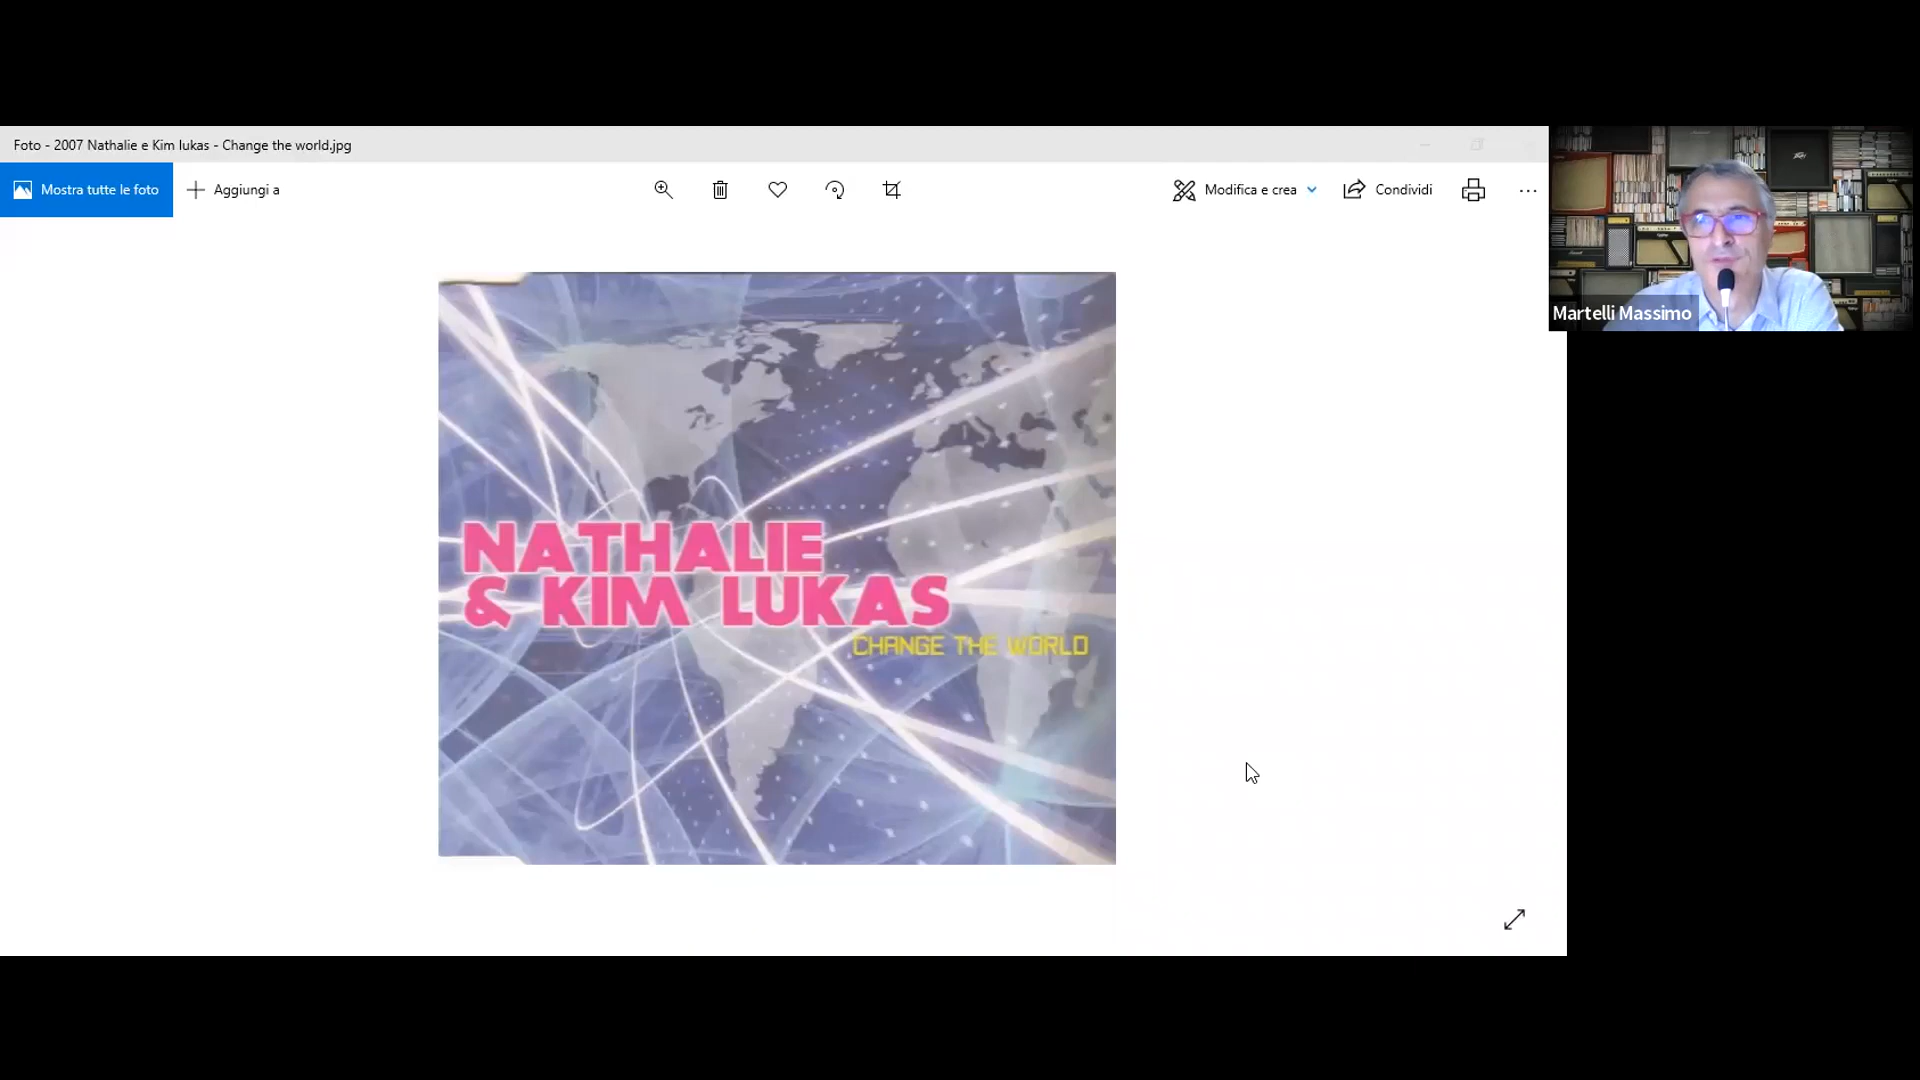 Foto - 2007 Nathalie e Kim lukas - Change the world.jpg
Mostra tutte le foto
Aggiungi a
Modifica e crea
Condividi
Martelli Massimo
NATHALIE
& KIM LUKAS
CHANGE THE WORLD